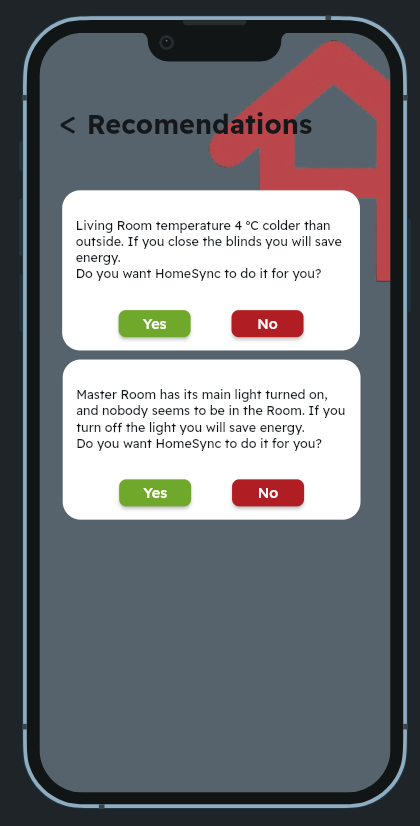 < Recomendations
Living Room temperature 4 ºC colder than
outside. If you close the blinds you will save
energy.
Do you want HomeSync to do it for you?
Yes No
Master Room has its main light turned on,
and nobody seems to be in the Room. If you
turn off the light you will save energy.
Do you want HomeSync to do it for you?
Yes No